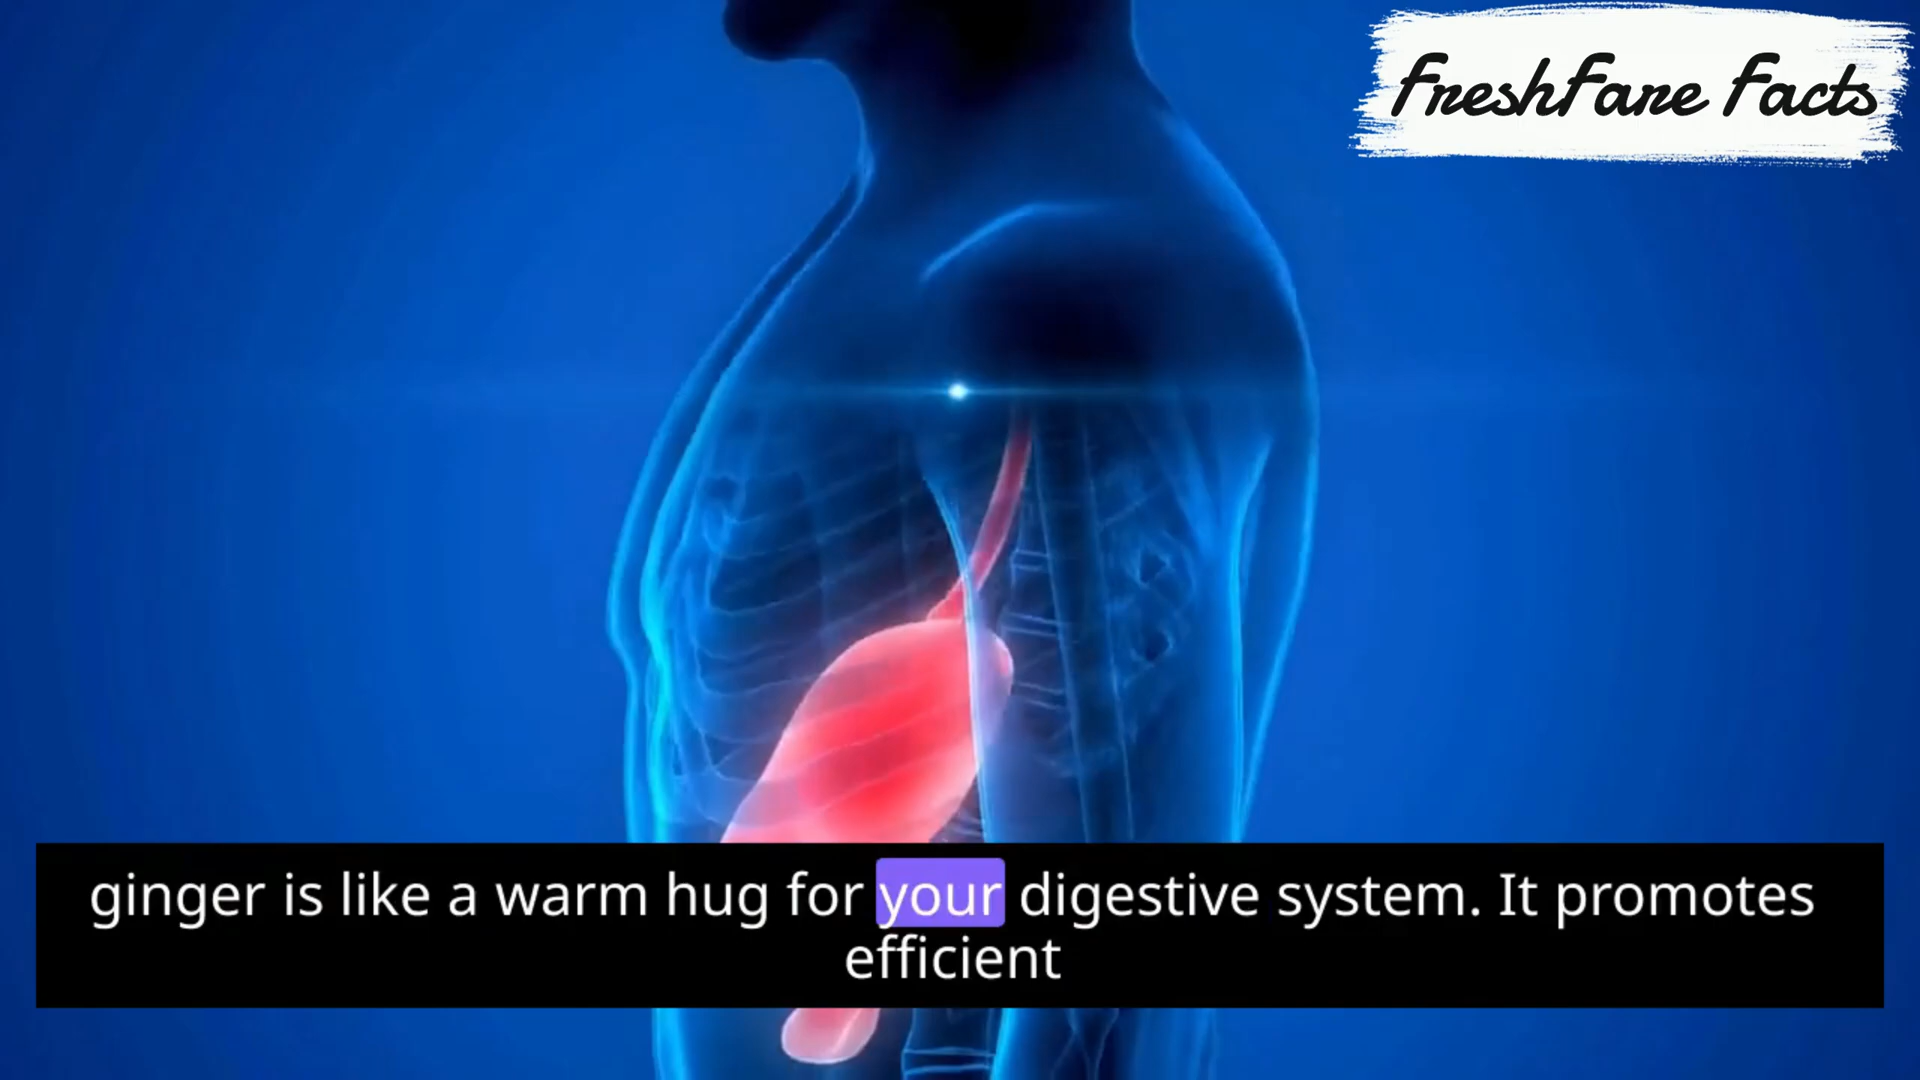 FreshFare Facts
ginger is like a warm hug for your digestive system. It promotes
efficient